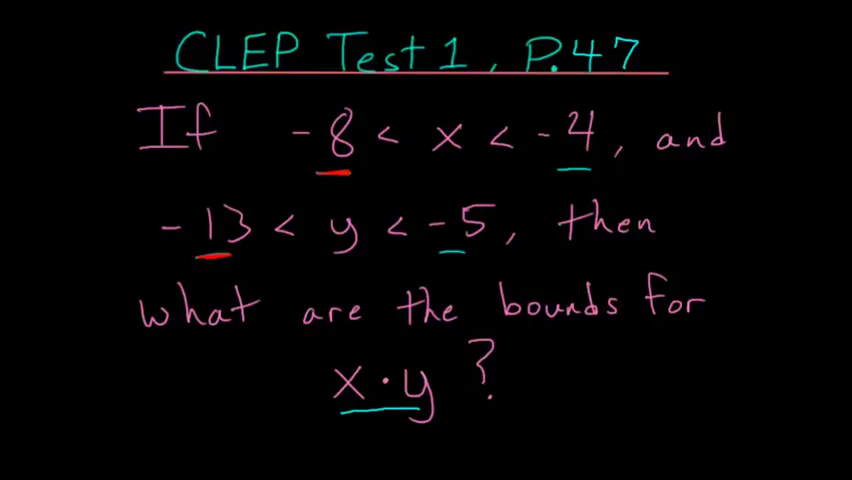 CLEP Test 1, P.47
If -8 < x < -4, and
-13 < y < -5, then
what are the bounds for
x · y ?